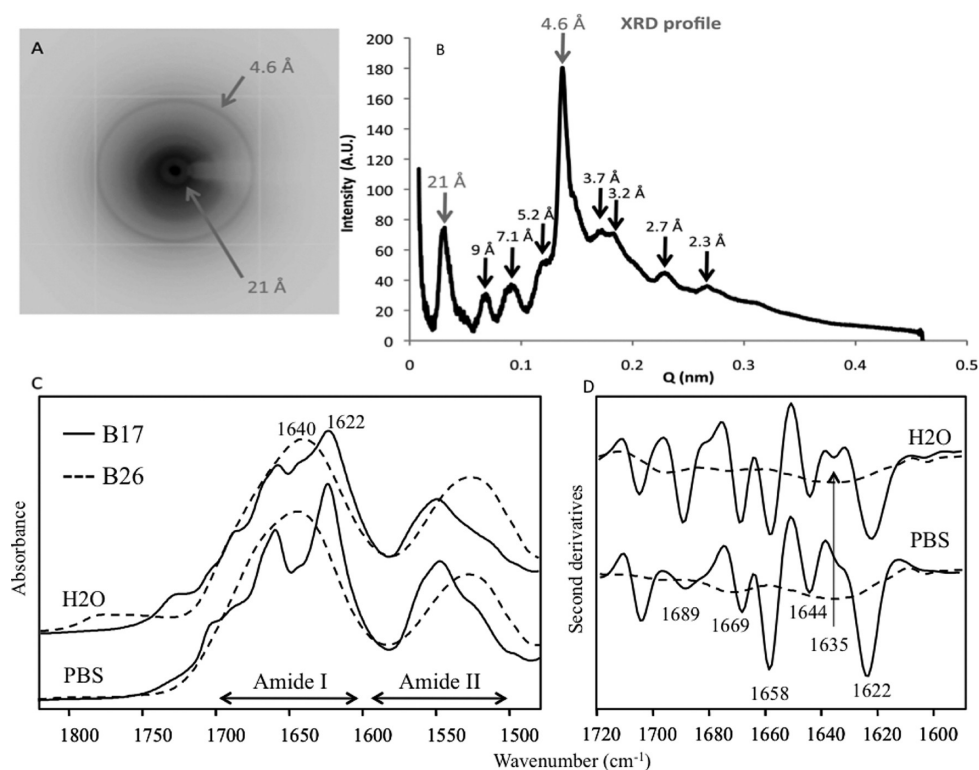 A
4.6 Å
21 Å
B
4.6 Å
XRD profile
Intensity (A.U.)
200
180
160
140
120
100
80
60
40
20
0
21 Å
9 Å
7.1 Å
5.2 Å
3.7 Å
3.2 Å
2.7 Å
2.3 Å
0 0.1 0.2 0.3 0.4 0.5
Q (nm)
C
B17
B26
1640
1622
Absorbance
H2O
PBS
Amide I
Amide II
1800 1750 1700 1650 1600 1550 1500
D
H2O
PBS
Second derivatives
1689
1669
1658
1644
1635
1622
1720 1700 1680 1660 1640 1620 1600
Wavenumber (cm-1)